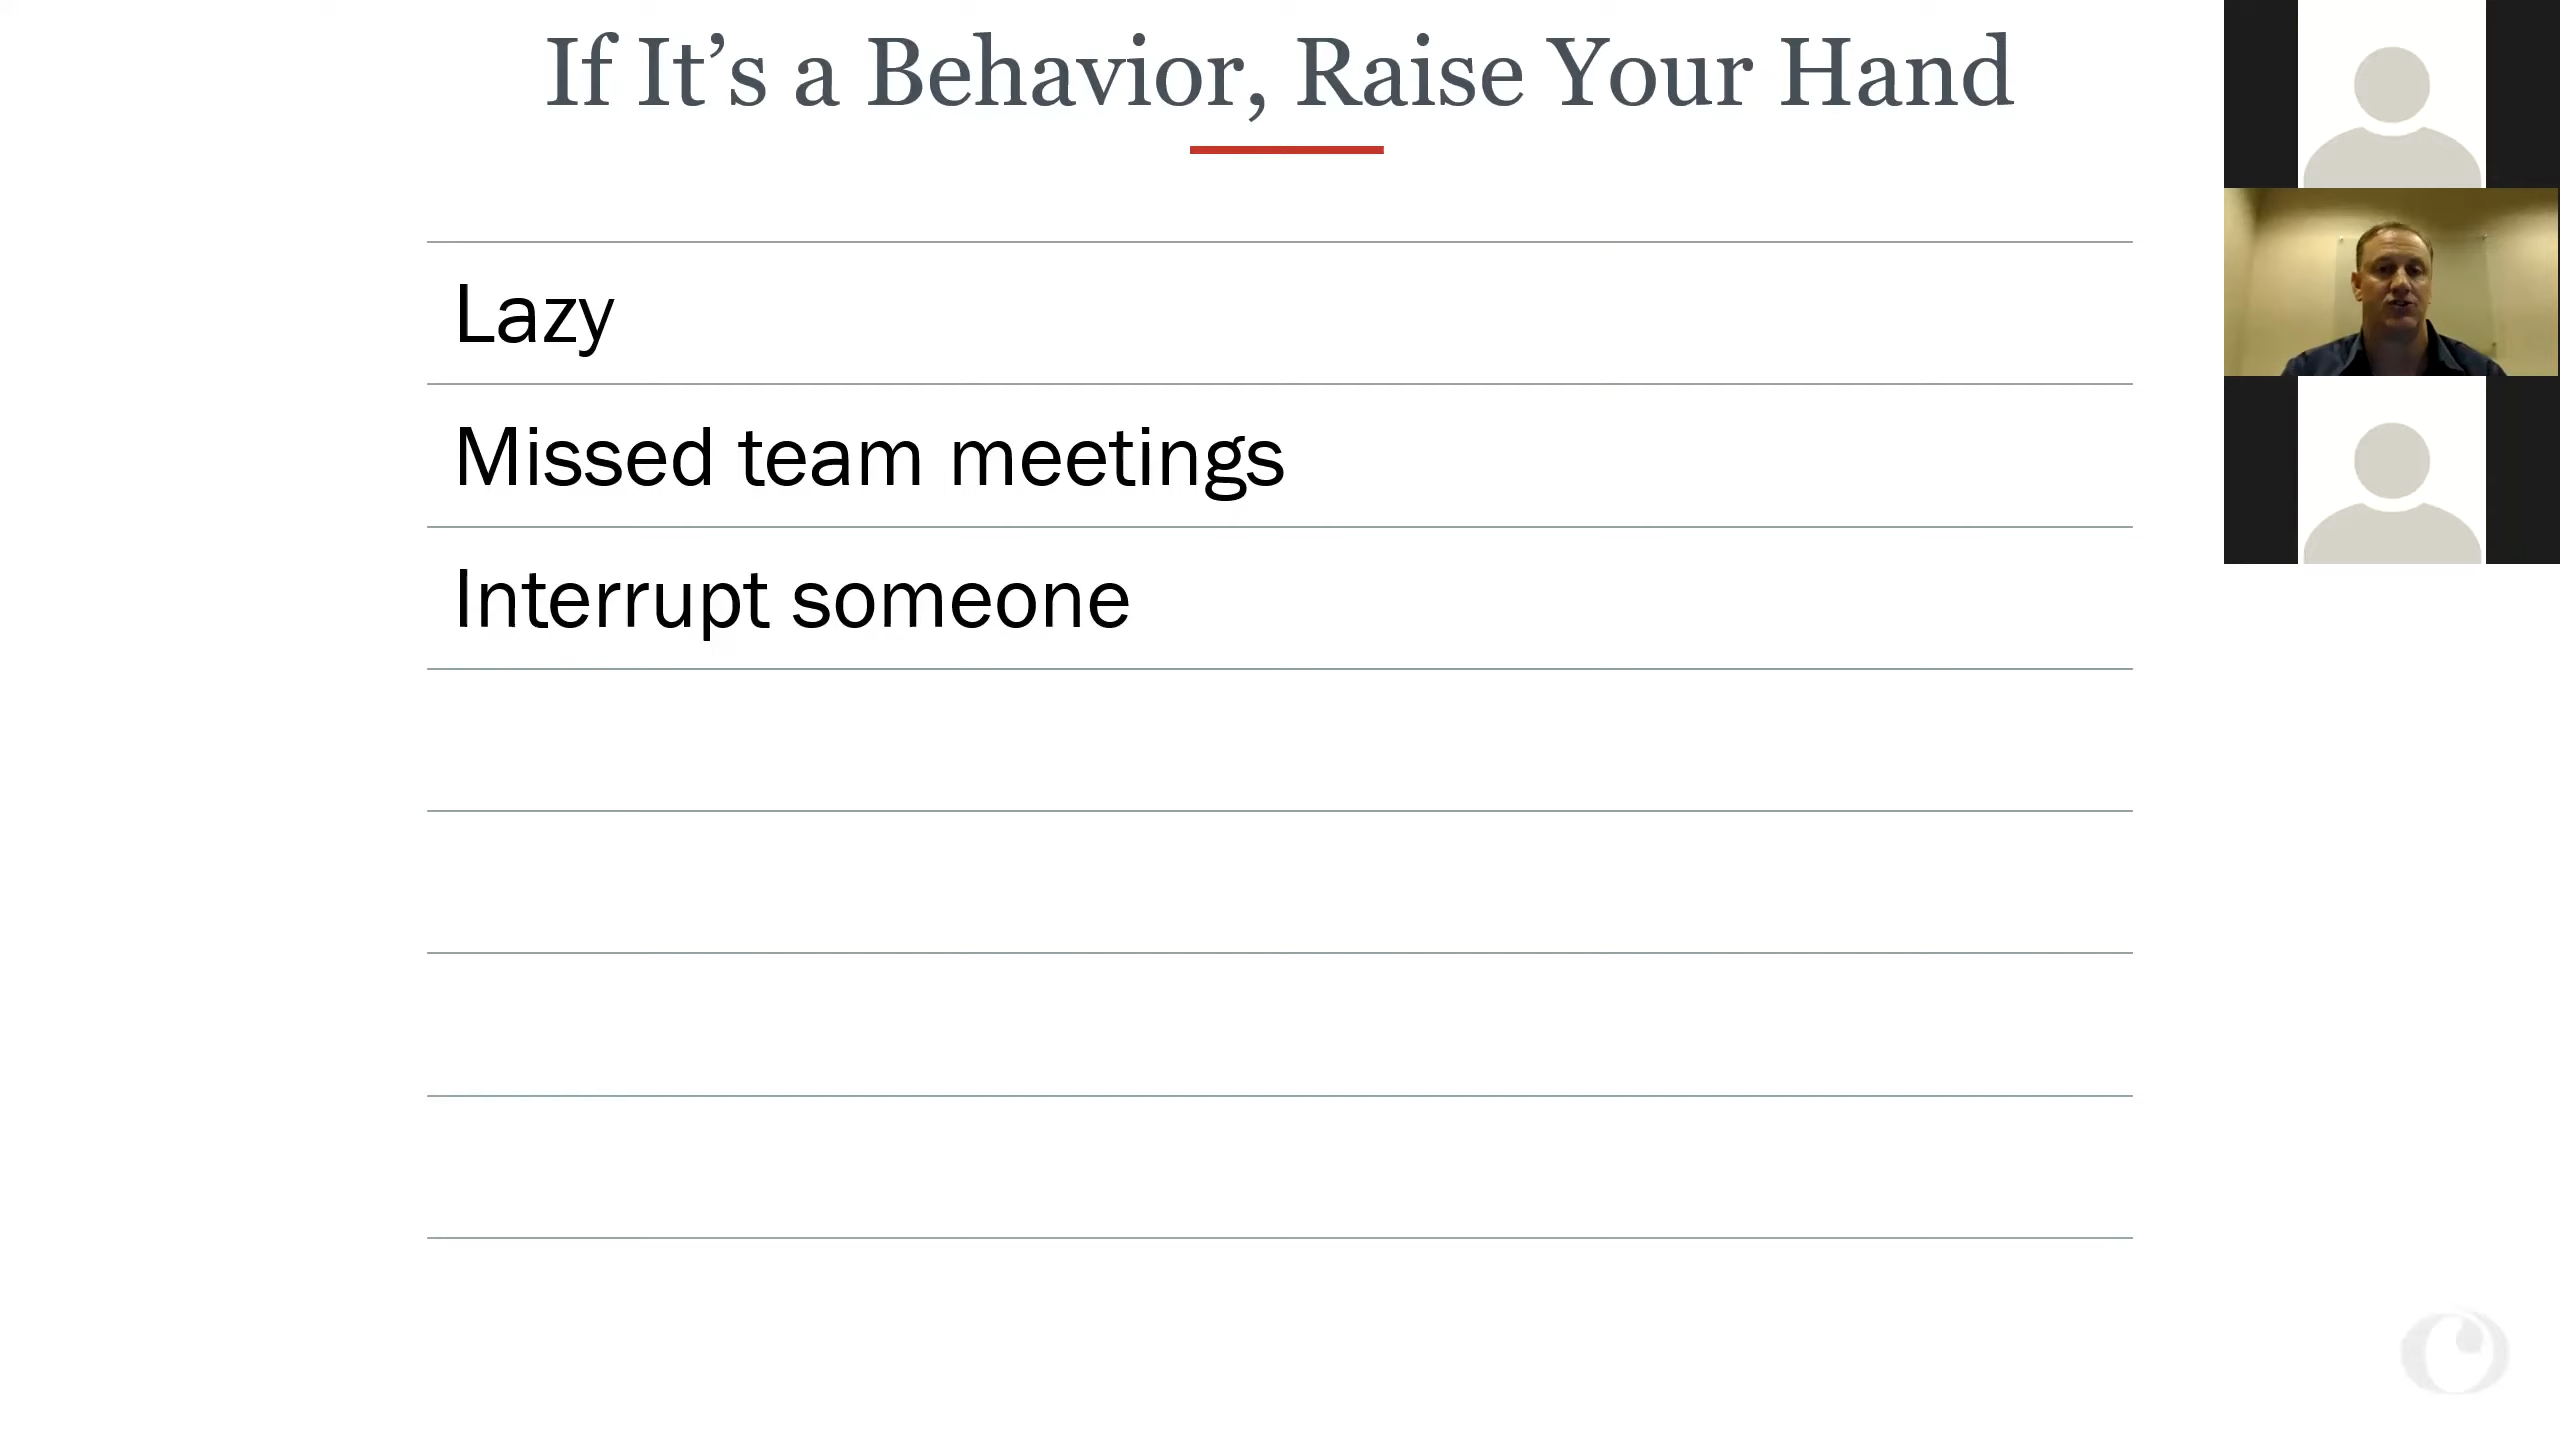 If It’s a Behavior, Raise Your Hand
Lazy
Missed team meetings
Interrupt someone